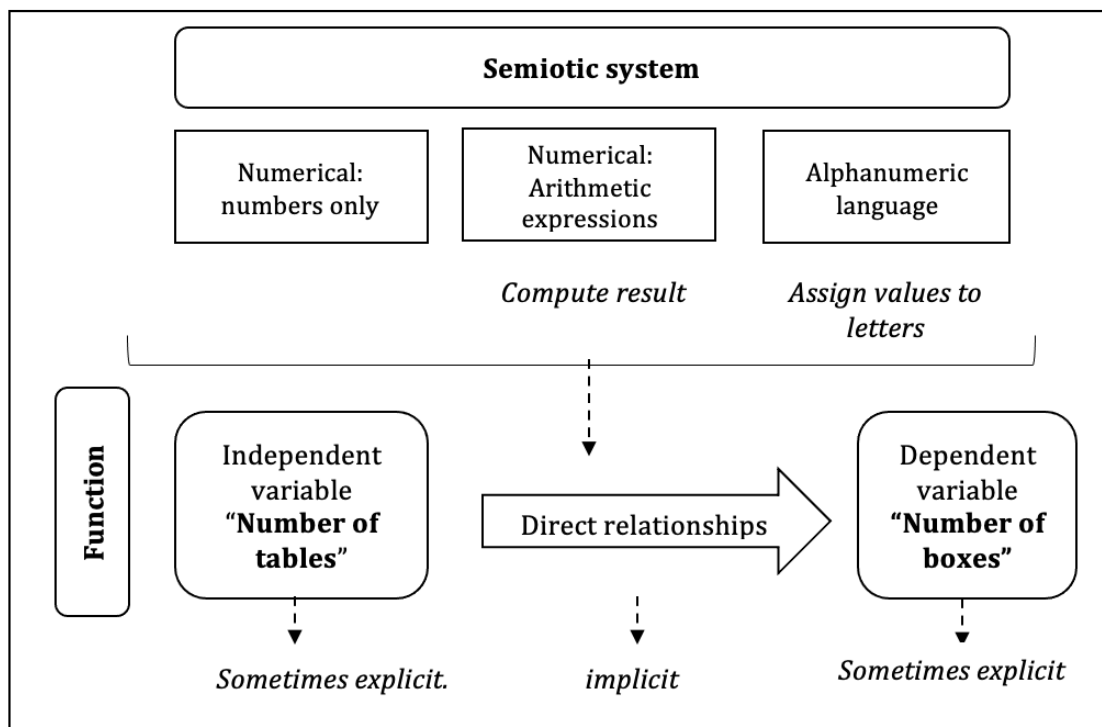 Semiotic system
Numerical:
numbers only
Numerical:
Arithmetic
expressions
Alphanumeric
language
Compute result
Assign values to
letters
Function
Independent
variable
“Number of
tables”
Direct relationships
Dependent
variable
“Number of
boxes”
Sometimes explicit.
implicit
Sometimes explicit